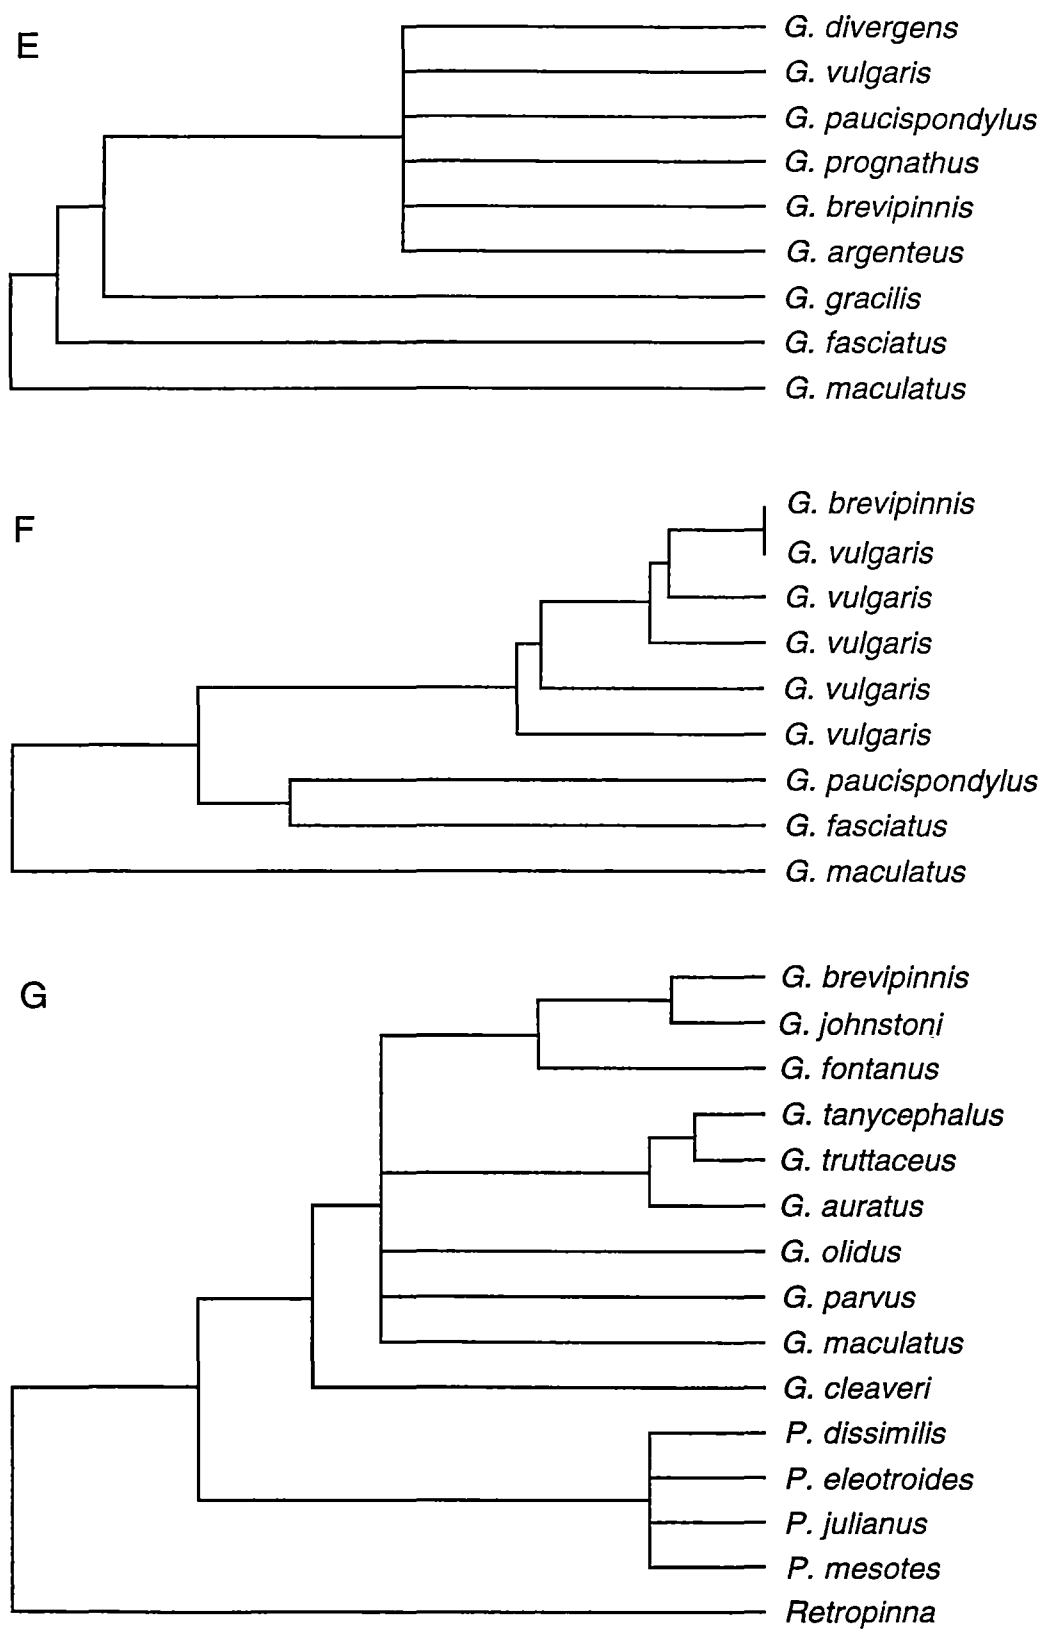 E
G. divergens
G. vulgaris
G. paucispondylus
G. prognathus
G. brevipinnis
G. argenteus
G. gracilis
G. fasciatus
G. maculatus
F
G. brevipinnis
G. vulgaris
G. vulgaris
G. vulgaris
G. vulgaris
G. vulgaris
G. paucispondylus
G. fasciatus
G. maculatus
G
G. brevipinnis
G. johnstoni
G. fontanus
G. tanycephalus
G. truttaceus
G. auratus
G. olidus
G. parvus
G. maculatus
G. cleaveri
P. dissimilis
P. eleotroides
P. julianus
P. mesotes
Retropinna